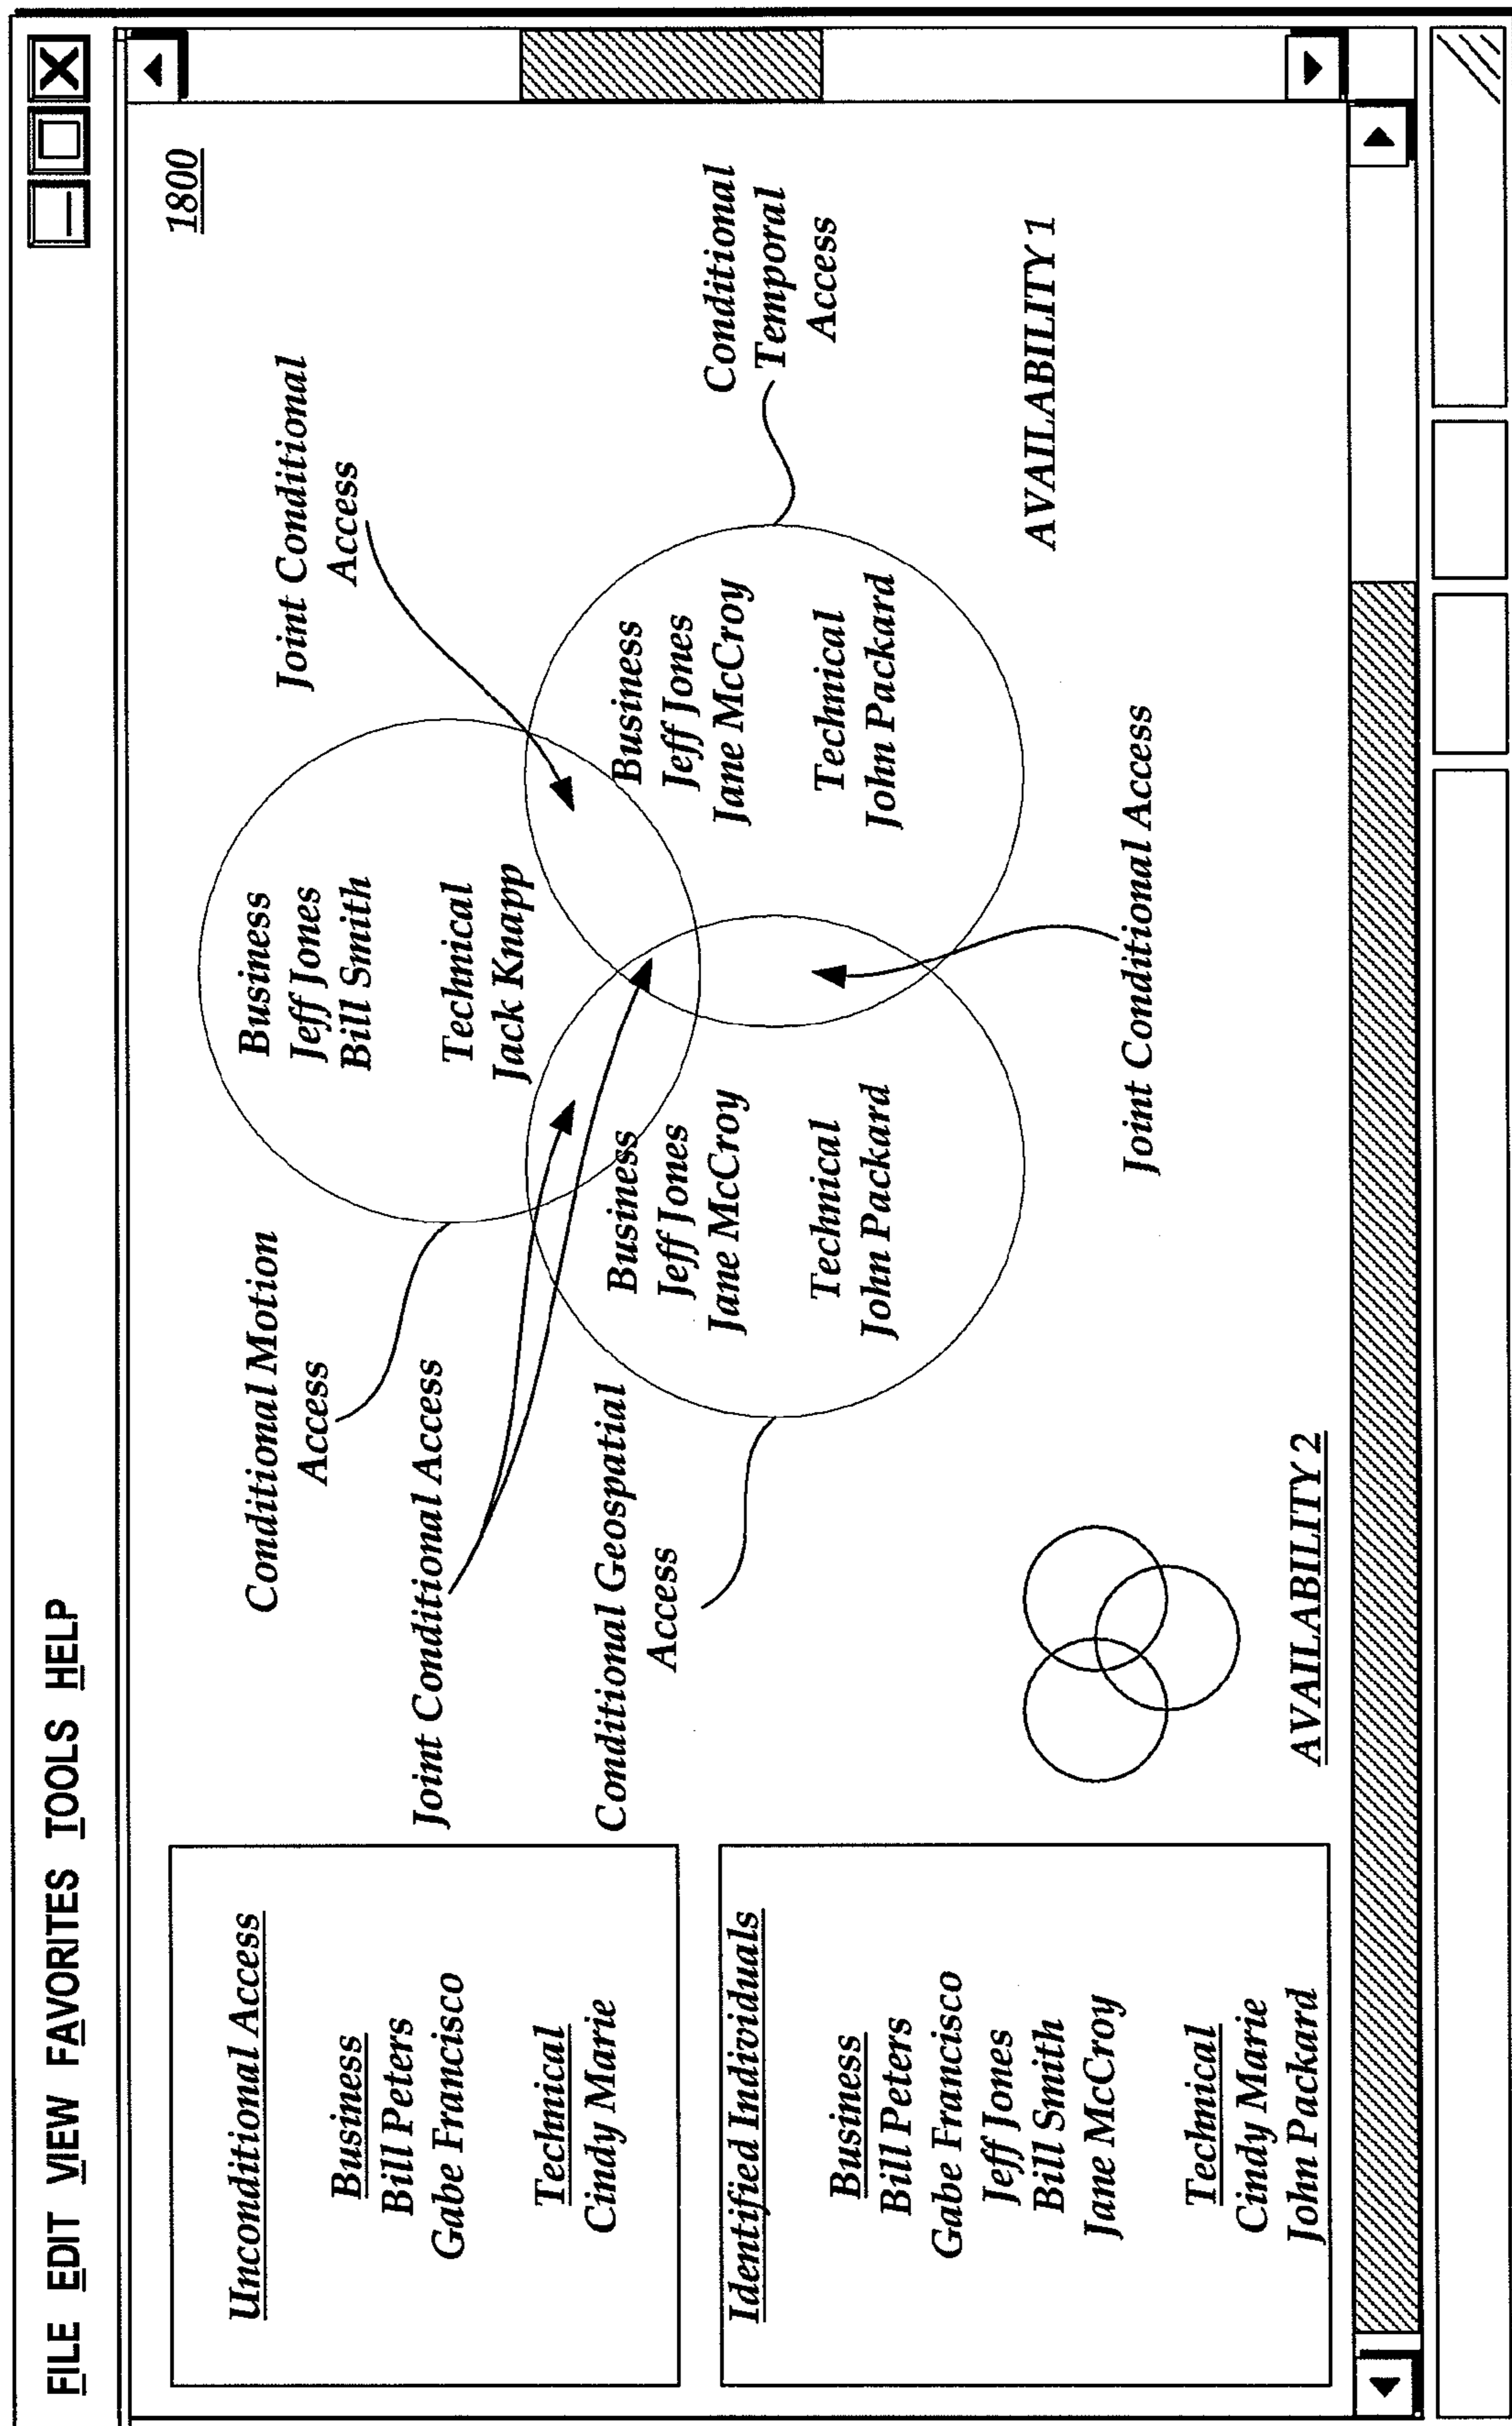 FILE EDIT VIEW FAVORITES TOOLS HELP
1800
Unconditional Access
Business
Bill Peters
Gabe Francisco
Technical
Cindy Marie
Identified Individuals
Business
Bill Peters
Gabe Francisco
Jeff Jones
Bill Smith
Jane McCroy
Technical
Cindy Marie
John Packard
Conditional Motion
Access
Joint Conditional Access
Conditional Geospatial
Access
Business
Jeff Jones
Bill Smith
Technical
Jack Knapp
Joint Conditional
Access
Business
Jeff Jones
Jane McCroy
Technical
John Packard
Business
Jeff Jones
Jane McCroy
Technical
John Packard
Conditional
Temporal
Access
Joint Conditional Access
AVAILABILITY 1
AVAILABILITY 2